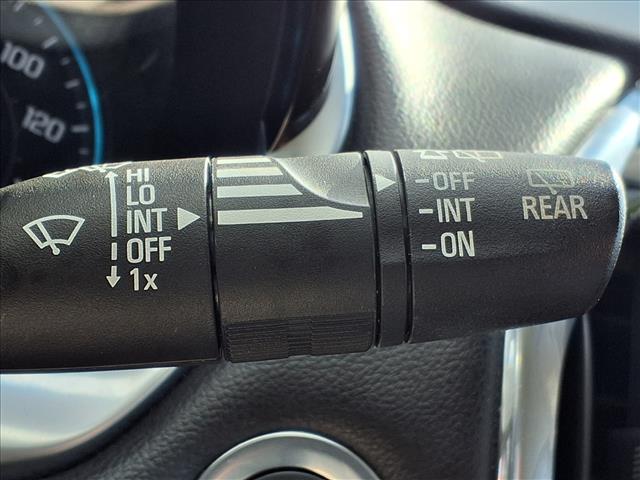 100
120
HI
LO
INT
OFF
1x
-OFF
-INT
-ON
REAR